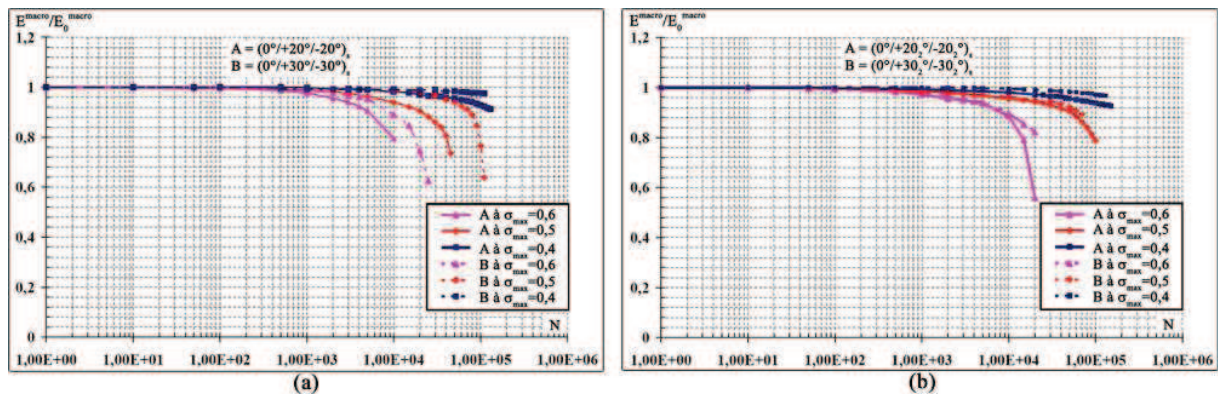 E^macro/E_0^macro
1,2
1
0,8
0,6
0,4
0,2
0
A = (0°/+20°/-20°)_s
B = (0°/+30°/-30°)_s
A à σ_max=0,6
A à σ_max=0,5
A à σ_max=0,4
B à σ_max=0,6
B à σ_max=0,5
B à σ_max=0,4
N
1,00E+00 1,00E+01 1,00E+02 1,00E+03 1,00E+04 1,00E+05 1,00E+06
(a)
E^macro/E_0^macro
1,2
1
0,8
0,6
0,4
0,2
0
A = (0°/+20_2°/-20_2°)_s
B = (0°/+30_2°/-30_2°)_s
A à σ_max=0,6
A à σ_max=0,5
A à σ_max=0,4
B à σ_max=0,6
B à σ_max=0,5
B à σ_max=0,4
N
1,00E+00 1,00E+01 1,00E+02 1,00E+03 1,00E+04 1,00E+05 1,00E+06
(b)